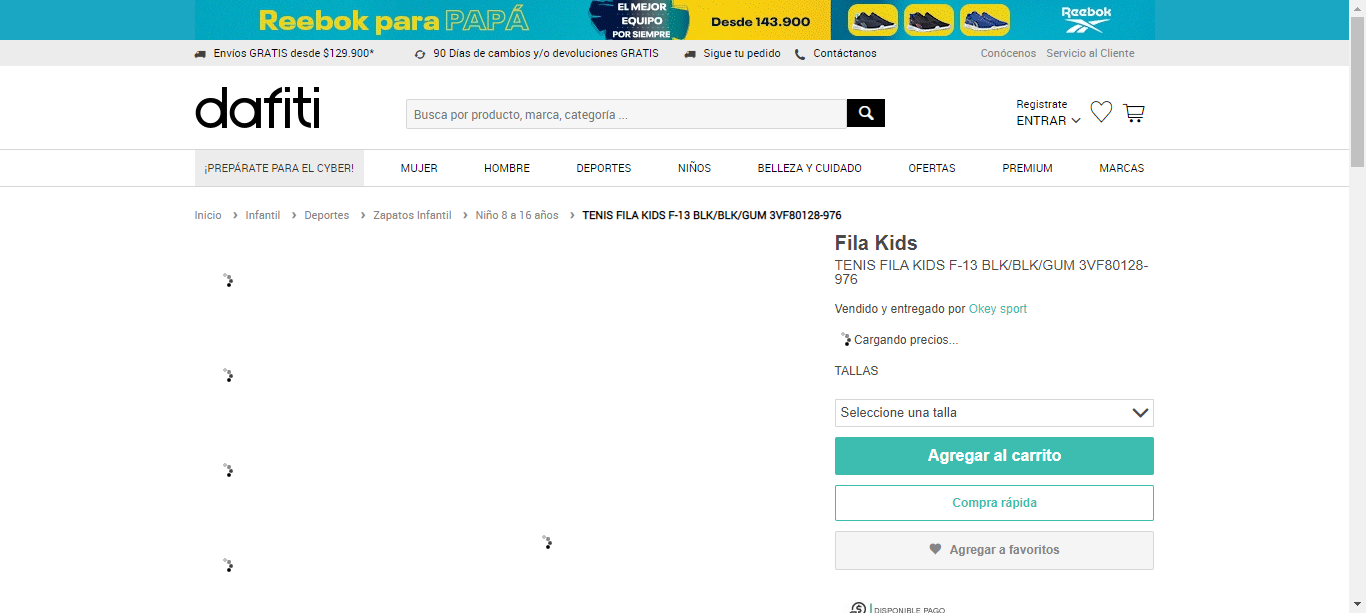 Reebok para PAPÁ
EL MEJOR
EQUIPO
POR SIEMPRE
Desde 143.900
Reebok
Envíos GRATIS desde $129.900*
90 Días de cambios y/o devoluciones GRATIS
Sigue tu pedido
Contáctanos
Conócenos
Servicio al Cliente
dafiti
Busca por producto, marca, categoría ...
Registrate
ENTRAR
¡PREPÁRATE PARA EL CYBER!
MUJER
HOMBRE
DEPORTES
NIÑOS
BELLEZA Y CUIDADO
OFERTAS
PREMIUM
MARCAS
Inicio > Infantil > Deportes > Zapatos Infantil > Niño 8 a 16 años > TENIS FILA KIDS F-13 BLK/BLK/GUM 3VF80128-976
Fila Kids
TENIS FILA KIDS F-13 BLK/BLK/GUM 3VF80128-
976
Vendido y entregado por Okey sport
Cargando precios...
TALLAS
Seleccione una talla
Agregar al carrito
Compra rápida
Agregar a favoritos
DISPONIBLE PAGO